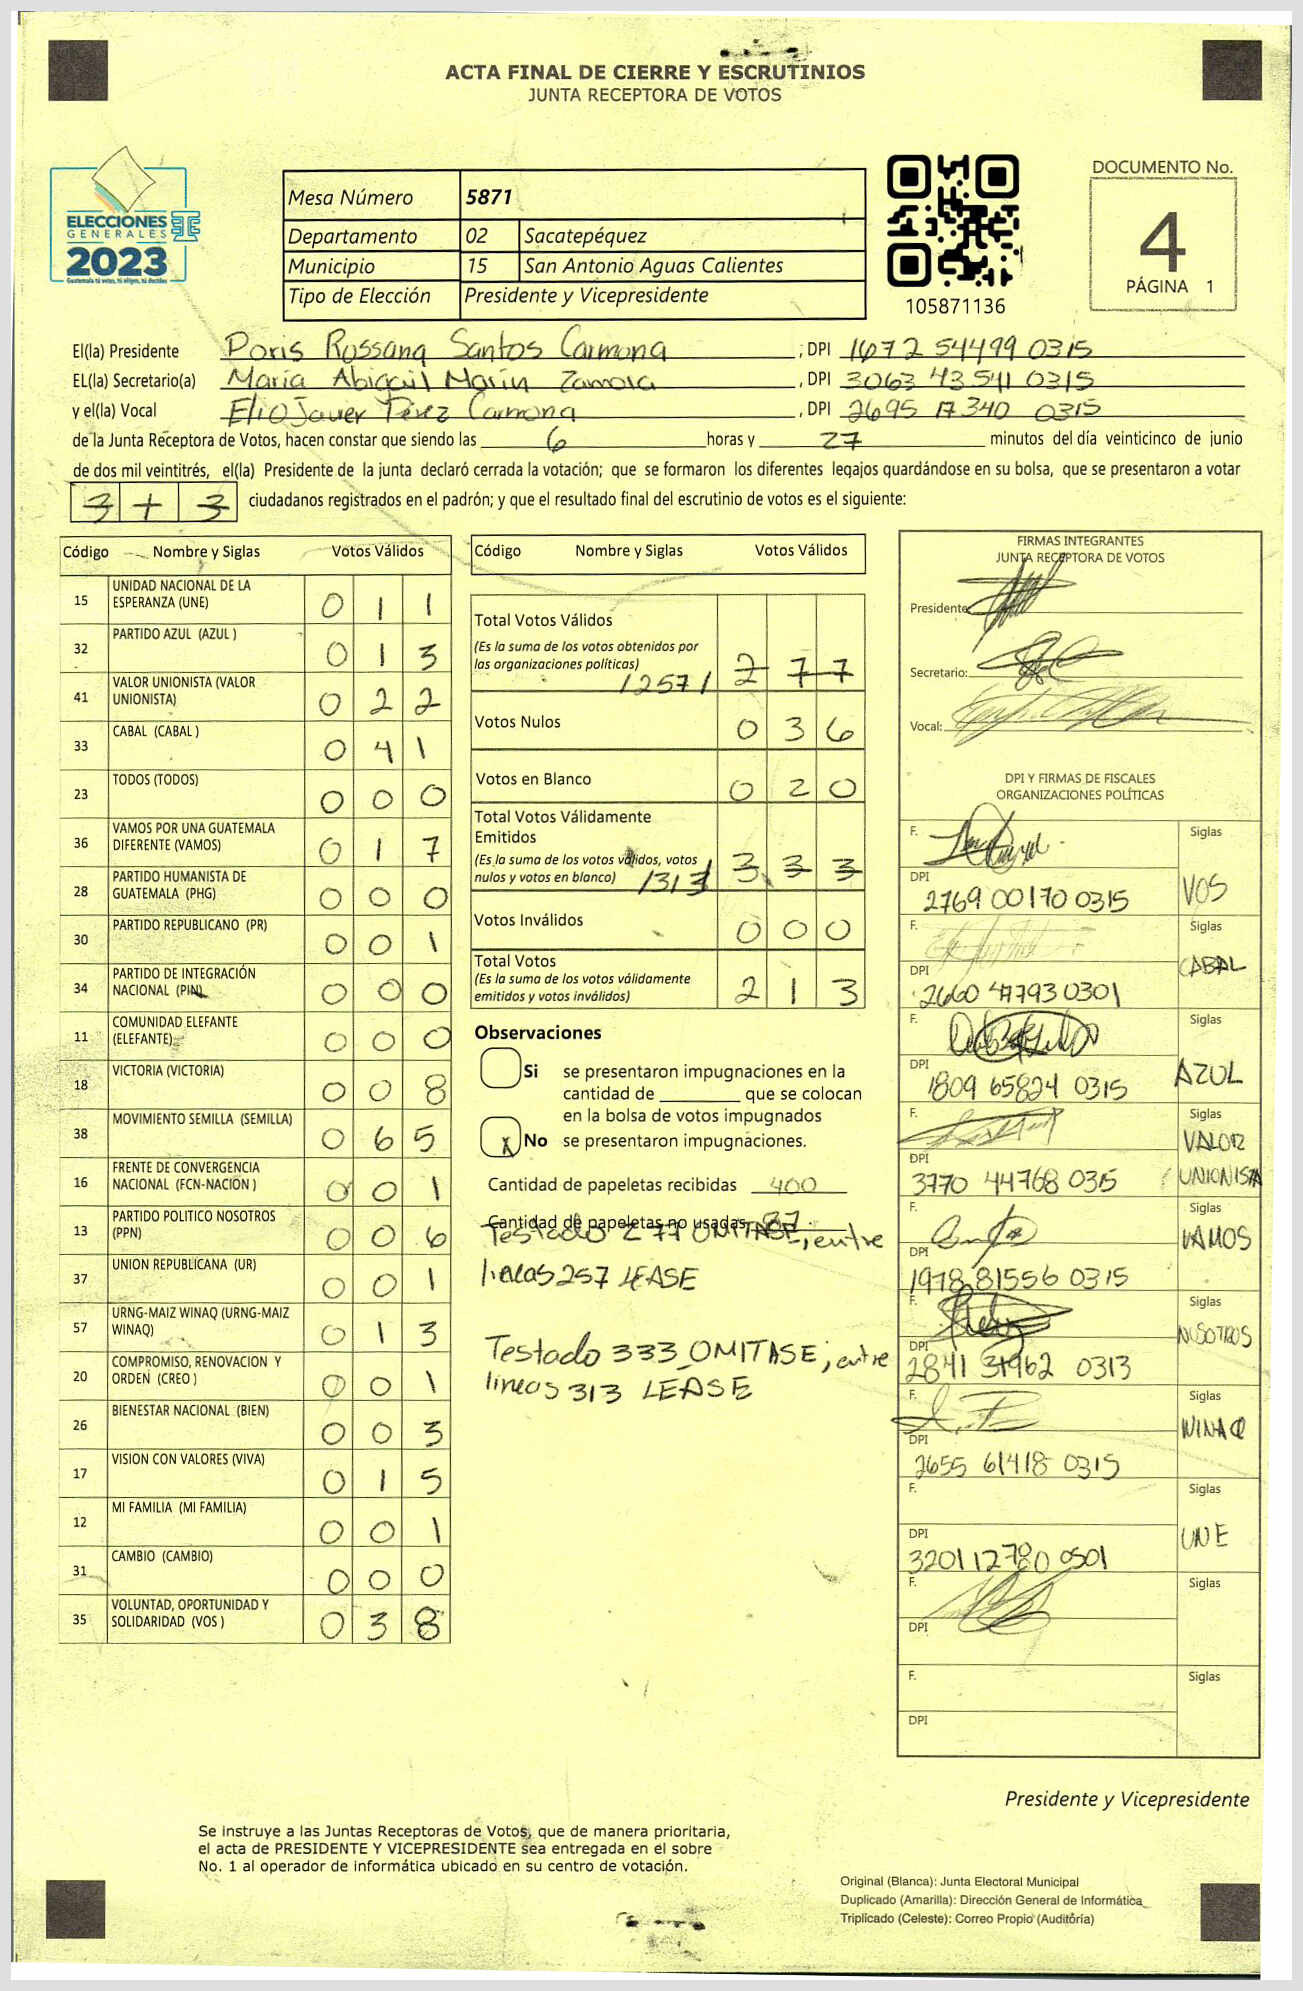 ACTA FINAL DE CIERRE Y ESCRUTINIOS
JUNTA RECEPTORA DE VOTOS
ELECCIONES
GENERALES
2023
Guatemala tú votas, tú eliges, tú decides
Mesa Número 5871
Departamento 02 Sacatepéquez
Municipio 15 San Antonio Aguas Calientes
Tipo de Elección Presidente y Vicepresidente
105871136
DOCUMENTO No.
4
PÁGINA 1
El(la) Presidente Doris Rossana Santos Carmona, DPI 1672 54499 0315
EL(la) Secretario(a) María Abigail Marín Zamora, DPI 3063 43541 0315
y el(la) Vocal Elio Javier Pérez Carmona, DPI 2695 17340 0315
de la Junta Receptora de Votos, hacen constar que siendo las 6 horas y 27 minutos del día veinticinco de junio
de dos mil veintitrés, el(la) Presidente de la junta declaró cerrada la votación; que se formaron los diferentes legajos guardándose en su bolsa, que se presentaron a votar
3 + 3 ciudadanos registrados en el padrón; y que el resultado final del escrutinio de votos es el siguiente:
Código Nombre y Siglas Votos Válidos
15 UNIDAD NACIONAL DE LA ESPERANZA (UNE) 0 1 1
32 PARTIDO AZUL (AZUL ) 0 1 3
41 VALOR UNIONISTA (VALOR UNIONISTA) 0 2 2
33 CABAL (CABAL ) 0 4 1
23 TODOS (TODOS) 0 0 0
36 VAMOS POR UNA GUATEMALA DIFERENTE (VAMOS) 0 1 7
28 PARTIDO HUMANISTA DE GUATEMALA (PHG) 0 0 0
30 PARTIDO REPUBLICANO (PR) 0 0 1
34 PARTIDO DE INTEGRACIÓN NACIONAL (PIN) 0 0 0
11 COMUNIDAD ELEFANTE (ELEFANTE) 0 0 0
18 VICTORIA (VICTORIA) 0 0 8
38 MOVIMIENTO SEMILLA (SEMILLA) 0 6 5
16 FRENTE DE CONVERGENCIA NACIONAL (FCN-NACIÓN ) 0 0 1
13 PARTIDO POLITICO NOSOTROS (PPN) 0 0 6
37 UNION REPUBLICANA (UR) 0 0 1
57 URNG-MAIZ WINAQ (URNG-MAIZ WINAQ) 0 1 3
20 COMPROMISO, RENOVACION Y ORDEN (CREO ) 0 0 1
26 BIENESTAR NACIONAL (BIEN) 0 0 3
17 VISION CON VALORES (VIVA) 0 1 5
12 MI FAMILIA (MI FAMILIA) 0 0 1
31 CAMBIO (CAMBIO) 0 0 0
35 VOLUNTAD, OPORTUNIDAD Y SOLIDARIDAD (VOS ) 0 3 8
Código Nombre y Siglas Votos Válidos
Total Votos Válidos
(Es la suma de los votos obtenidos por
las organizaciones políticas) /257/ 2 7 7
Votos Nulos 0 3 6
Votos en Blanco 0 2 0
Total Votos Válidamente
Emitidos
(Es la suma de los votos válidos, votos
nulos y votos en blanco) /313/ 3 3 3
Votos Inválidos 0 0 0
Total Votos
(Es la suma de los votos válidamente
emitidos y votos inválidos) 2 1 3
Observaciones
Si se presentaron impugnaciones en la
cantidad de ________ que se colocan
en la bolsa de votos impugnados
X No se presentaron impugnaciones.
Cantidad de papeletas recibidas 400
Cantidad de papeletas no usadas 87
Testado 277 OMITASE, entre
lineas 257 LEASE
Testado 333 OMITASE; entre
lineas 313 LEASE
FIRMAS INTEGRANTES
JUNTA RECEPTORA DE VOTOS
Presidente:
Secretario:
Vocal:
DPI Y FIRMAS DE FISCALES
ORGANIZACIONES POLÍTICAS
F. Siglas
DPI 2769 00170 0315 VOS
F. Siglas
DPI 2660 47793 0301 CABAL
F. Siglas
DPI 1809 65824 0315 AZUL
F. Siglas
DPI 3770 44768 0315 VALOR UNIONISTA
F. Siglas
DPI 1978 81556 0315 VAMOS
F. Siglas
DPI 2841 31962 0313 NOSOTROS
F. Siglas
DPI 2655 61418 0315 WINAQ
F. Siglas
DPI 3201 12780 0501 UNE
F. Siglas
DPI
F. Siglas
DPI
Presidente y Vicepresidente
Se instruye a las Juntas Receptoras de Votos, que de manera prioritaria,
el acta de PRESIDENTE Y VICEPRESIDENTE sea entregada en el sobre
No. 1 al operador de informática ubicado en su centro de votación.
Original (Blanca): Junta Electoral Municipal
Duplicado (Amarilla): Dirección General de Informática
Triplicado (Celeste): Correo Propio (Auditoría)